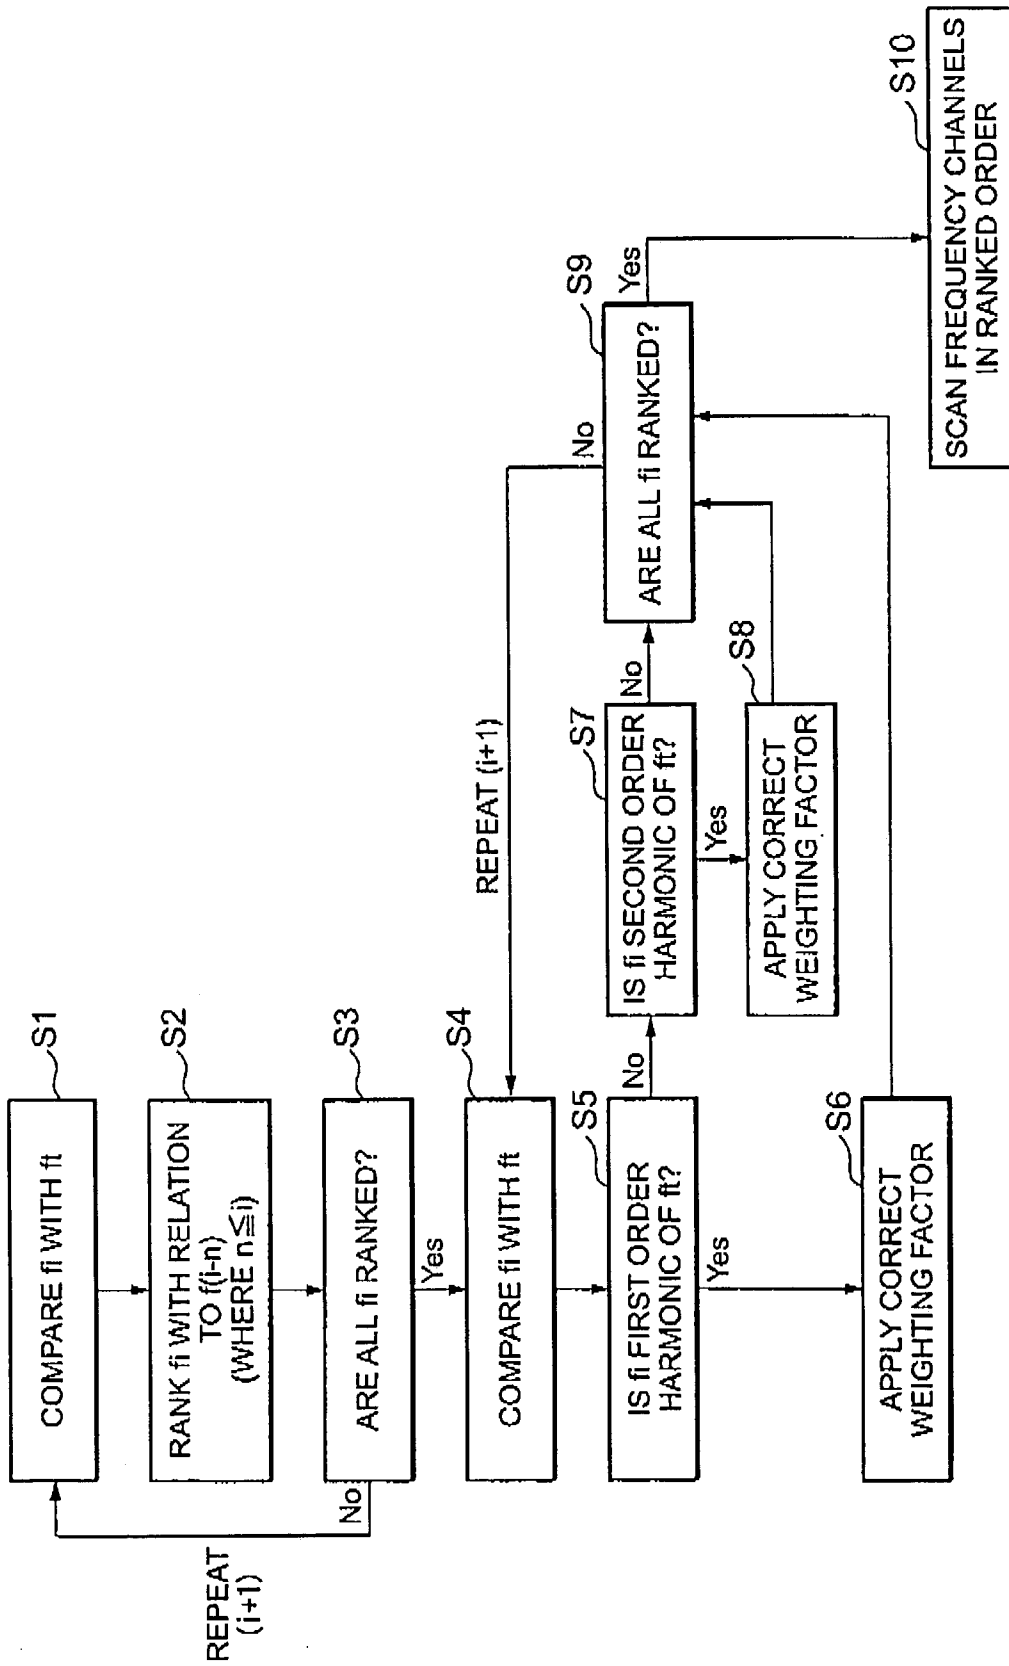 S1
COMPARE fi WITH ft
S2
RANK fi WITH RELATION
TO f(i-n)
(WHERE n≦i)
S3
ARE ALL fi RANKED?
No
REPEAT
(i+1)
Yes
S4
COMPARE fi WITH ft
S5
IS fi FIRST ORDER
HARMONIC OF ft?
No
Yes
S6
APPLY CORRECT
WEIGHTING FACTOR
S7
IS fi SECOND ORDER
HARMONIC OF ft?
No
Yes
S8
APPLY CORRECT
WEIGHTING FACTOR
S9
ARE ALL fi RANKED?
No
REPEAT (i+1)
Yes
S10
SCAN FREQUENCY CHANNELS
IN RANKED ORDER